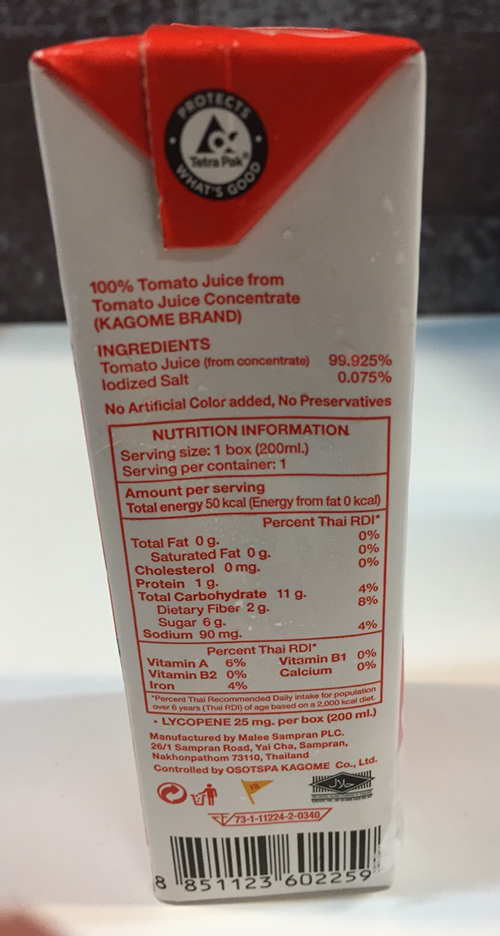 PROTECTS
Tetra Pak®
WHAT'S GOOD
100% Tomato Juice from
Tomato Juice Concentrate
(KAGOME BRAND)
INGREDIENTS
Tomato Juice (from concentrate) 99.925%
Iodized Salt 0.075%
No Artificial Color added, No Preservatives
NUTRITION INFORMATION
Serving size: 1 box (200ml.)
Serving per container: 1
Amount per serving
Total energy 50 kcal (Energy from fat 0 kcal)
Percent Thai RDI*
Total Fat 0 g. 0%
Saturated Fat 0 g. 0%
Cholesterol 0 mg. 0%
Protein 1 g.
Total Carbohydrate 11 g. 4%
Dietary Fiber 2 g. 8%
Sugar 6 g.
Sodium 90 mg. 4%
Percent Thai RDI*
Vitamin A 6% Vitamin B1 0%
Vitamin B2 0% Calcium 0%
Iron 4%
*Percent Thai Recommended Daily intake for population
over 6 years (Thai RDI) of age based on a 2,000 kcal diet.
• LYCOPENE 25 mg. per box (200 ml.)
Manufactured by Malee Sampran PLC.
26/1 Sampran Road, Yai Cha, Sampran,
Nakhonpathom 73110, Thailand
Controlled by OSOTSPA KAGOME Co., Ltd.
حلال
73-1-11224-2-0340
8 851123 602259